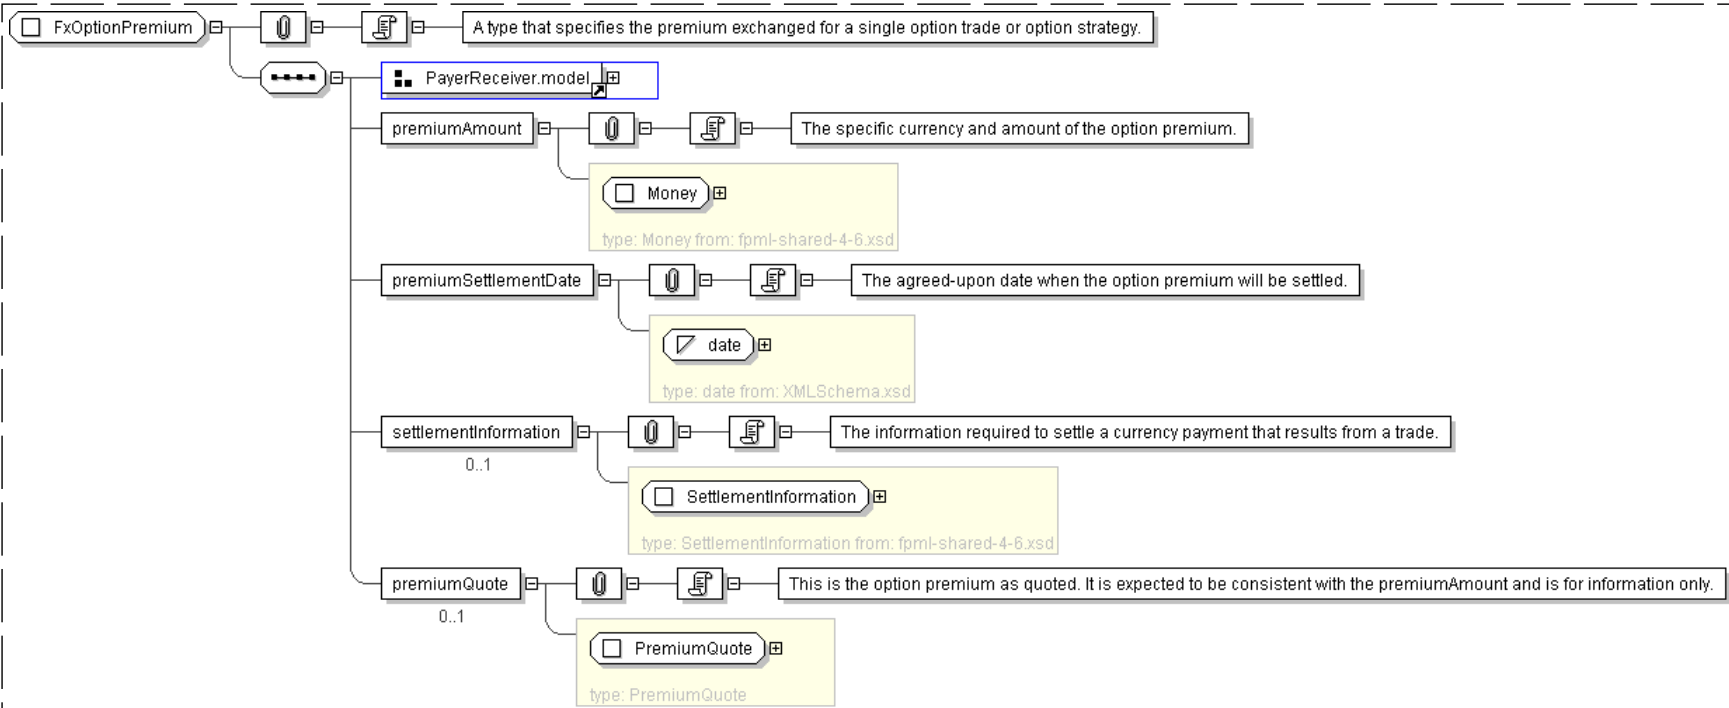 FxOptionPremium
A type that specifies the premium exchanged for a single option trade or option strategy.
PayerReceiver.model
premiumAmount
The specific currency and amount of the option premium.
Money
type: Money from: fpml-shared-4-6.xsd
premiumSettlementDate
The agreed-upon date when the option premium will be settled.
date
type: date from: XMLSchema.xsd
settlementInformation
The information required to settle a currency payment that results from a trade.
0..1
SettlementInformation
type: SettlementInformation from: fpml-shared-4-6.xsd
premiumQuote
This is the option premium as quoted. It is expected to be consistent with the premiumAmount and is for information only.
0..1
PremiumQuote
type: PremiumQuote